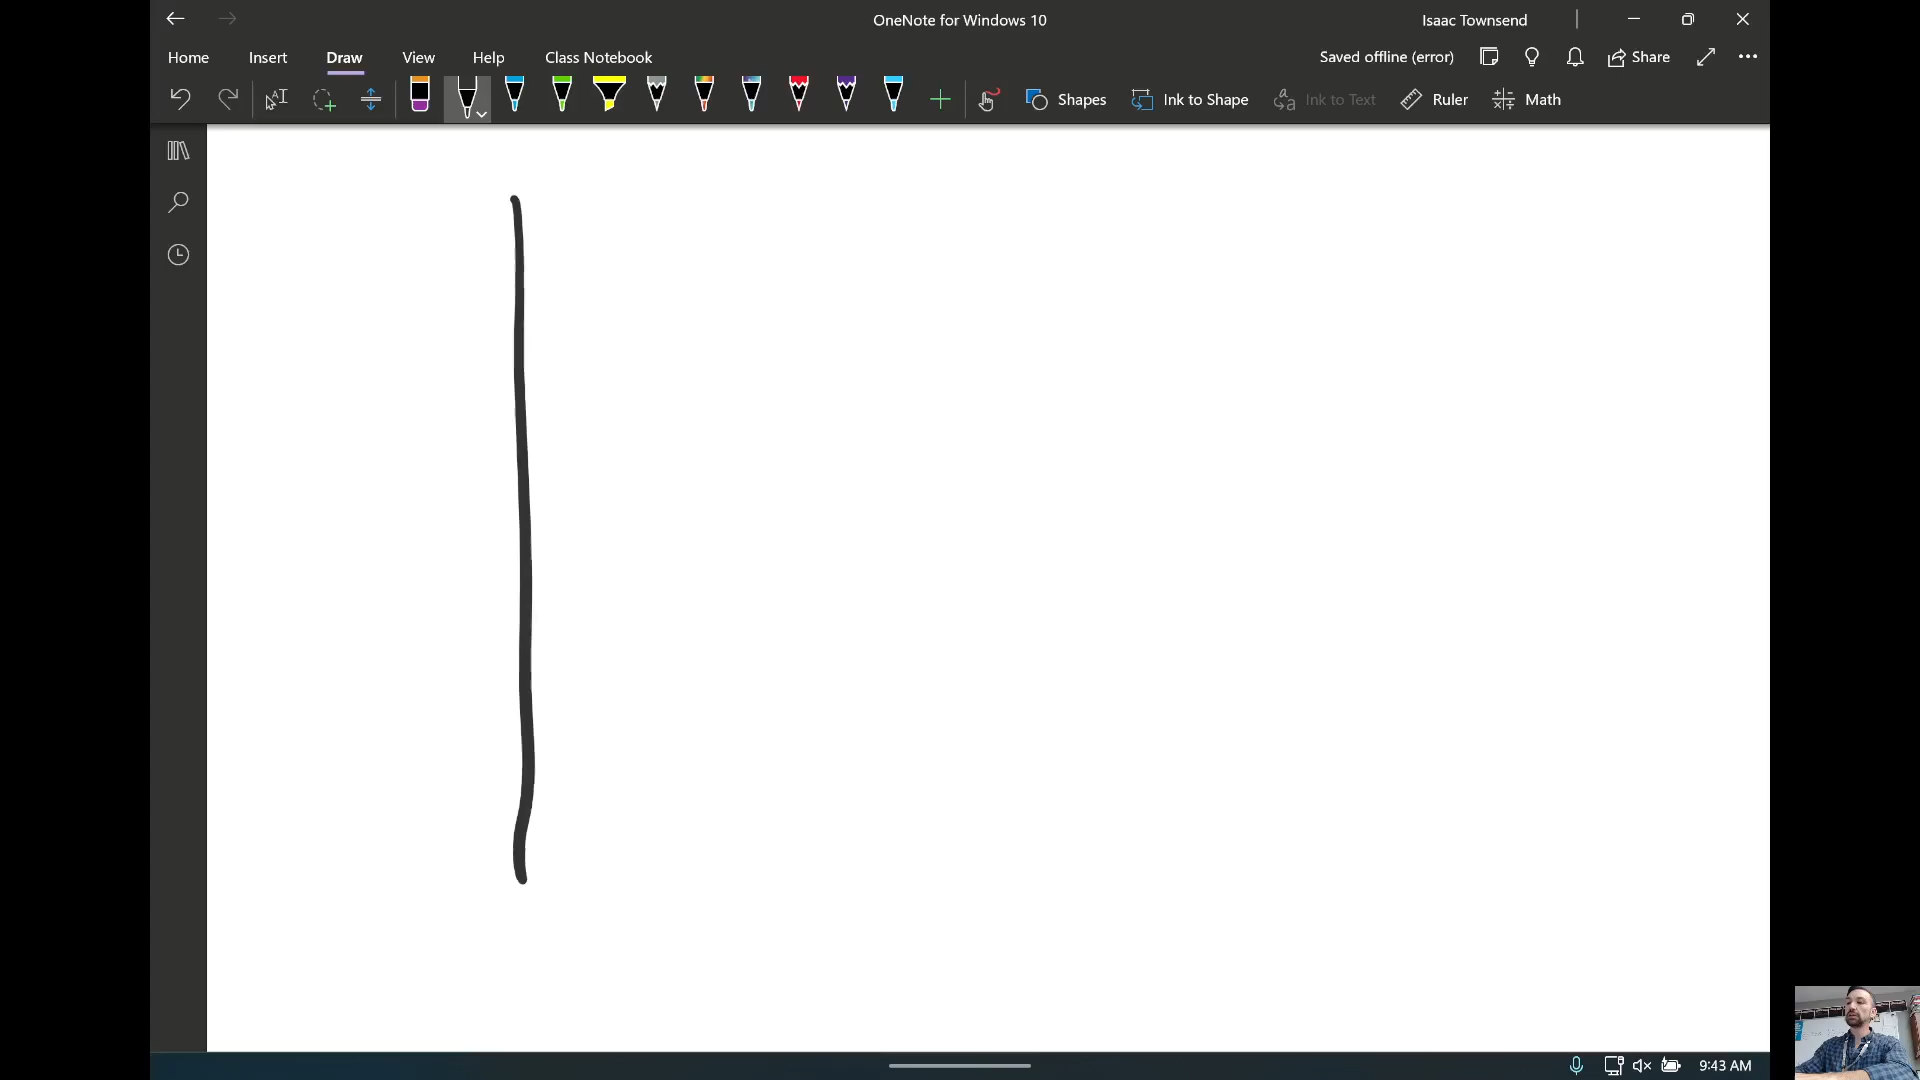 OneNote for Windows 10
Isaac Townsend
Home Insert Draw View Help Class Notebook
Saved offline (error) Share
Shapes Ink to Shape Ink to Text Ruler Math
9:43 AM